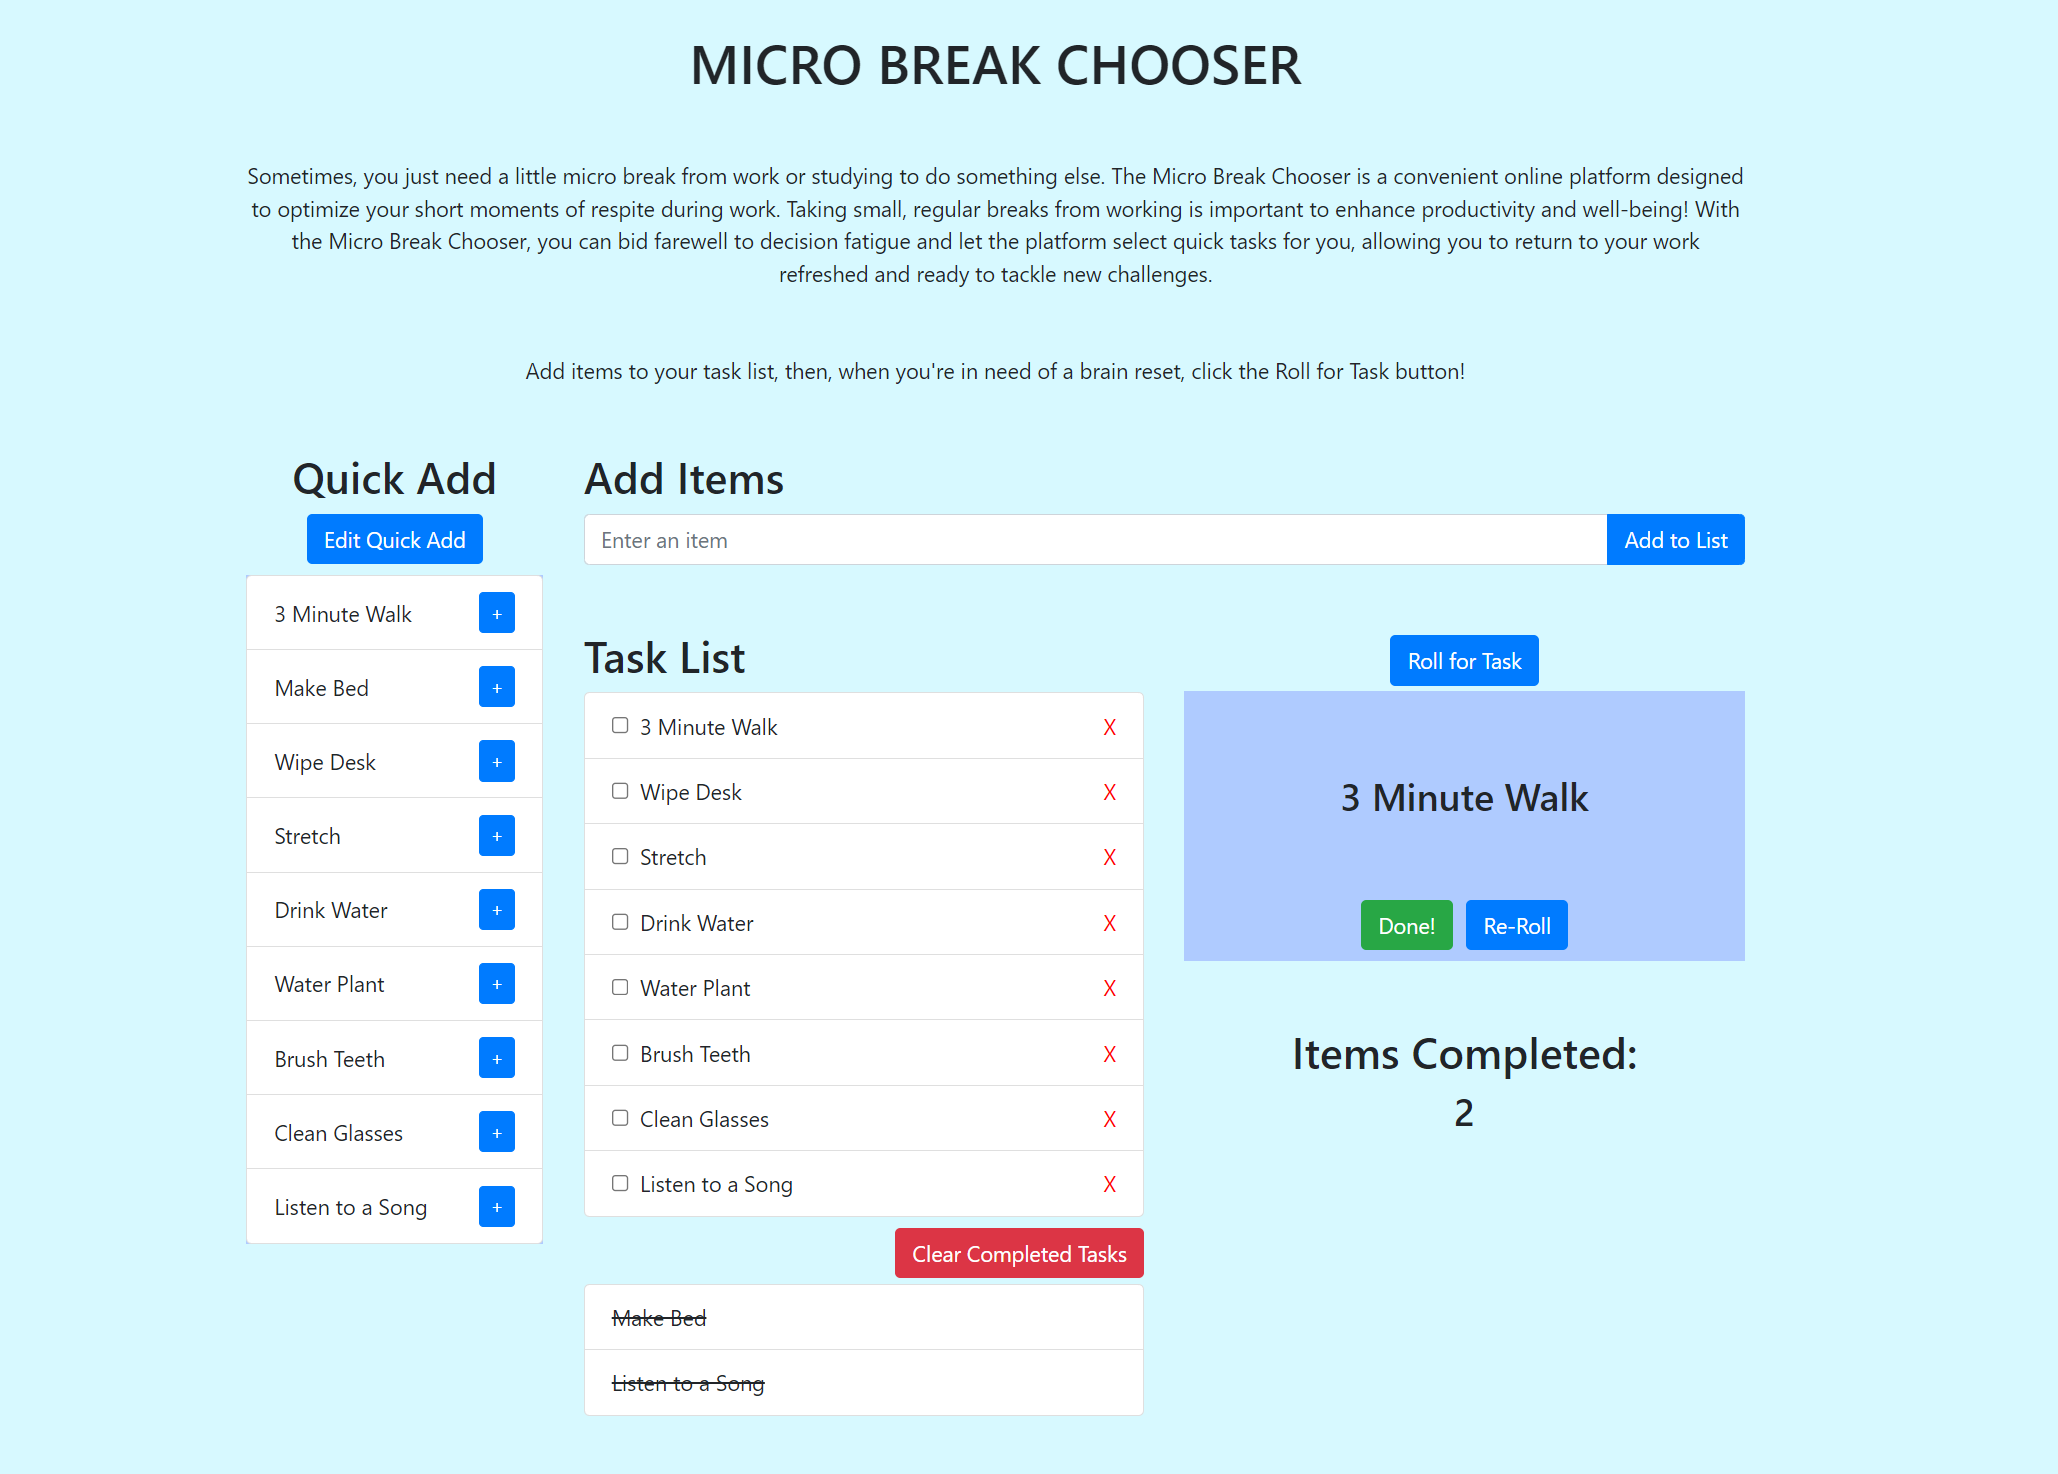 MICRO BREAK CHOOSER
Sometimes, you just need a little micro break from work or studying to do something else. The Micro Break Chooser is a convenient online platform designed
to optimize your short moments of respite during work. Taking small, regular breaks from working is important to enhance productivity and well-being! With
the Micro Break Chooser, you can bid farewell to decision fatigue and let the platform select quick tasks for you, allowing you to return to your work
refreshed and ready to tackle new challenges.
Add items to your task list, then, when you're in need of a brain reset, click the Roll for Task button!
Quick Add
Edit Quick Add
3 Minute Walk +
Make Bed +
Wipe Desk +
Stretch +
Drink Water +
Water Plant +
Brush Teeth +
Clean Glasses +
Listen to a Song +
Add Items
Enter an item Add to List
Task List
3 Minute Walk X
Wipe Desk X
Stretch X
Drink Water X
Water Plant X
Brush Teeth X
Clean Glasses X
Listen to a Song X
Clear Completed Tasks
Make Bed
Listen to a Song
Roll for Task
3 Minute Walk
Done! Re-Roll
Items Completed:
2